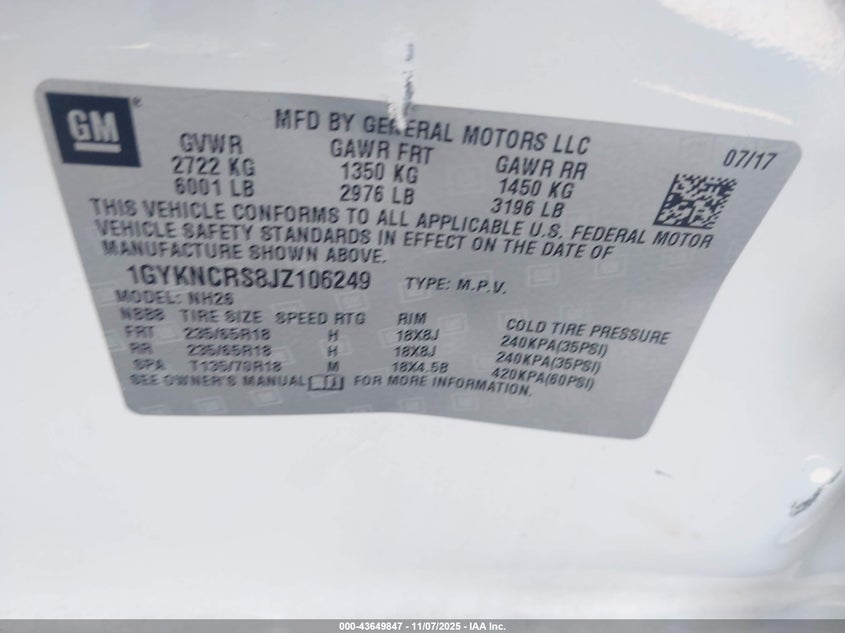 GM®
MFD BY GENERAL MOTORS LLC
07/17
GVWR GAWR FRT GAWR RR
2722 KG 1350 KG 1450 KG
6001 LB 2976 LB 3196 LB
THIS VEHICLE CONFORMS TO ALL APPLICABLE U.S. FEDERAL MOTOR
VEHICLE SAFETY STANDARDS IN EFFECT ON THE DATE OF
MANUFACTURE SHOWN ABOVE.
1GYKNCRS8JZ106249 TYPE: M.P.V.
MODEL: NH26
NBB8 TIRE SIZE SPEED RTG RIM COLD TIRE PRESSURE
FRT 235/65R18 H 18X8J 240KPA(35PSI)
RR 235/65R18 H 18X8J 240KPA(35PSI)
SPA T135/70R18 M 18X4.5B 420KPA(60PSI)
SEE OWNER'S MANUAL FOR MORE INFORMATION.
000-43649847 - 11/07/2025 - IAA Inc.